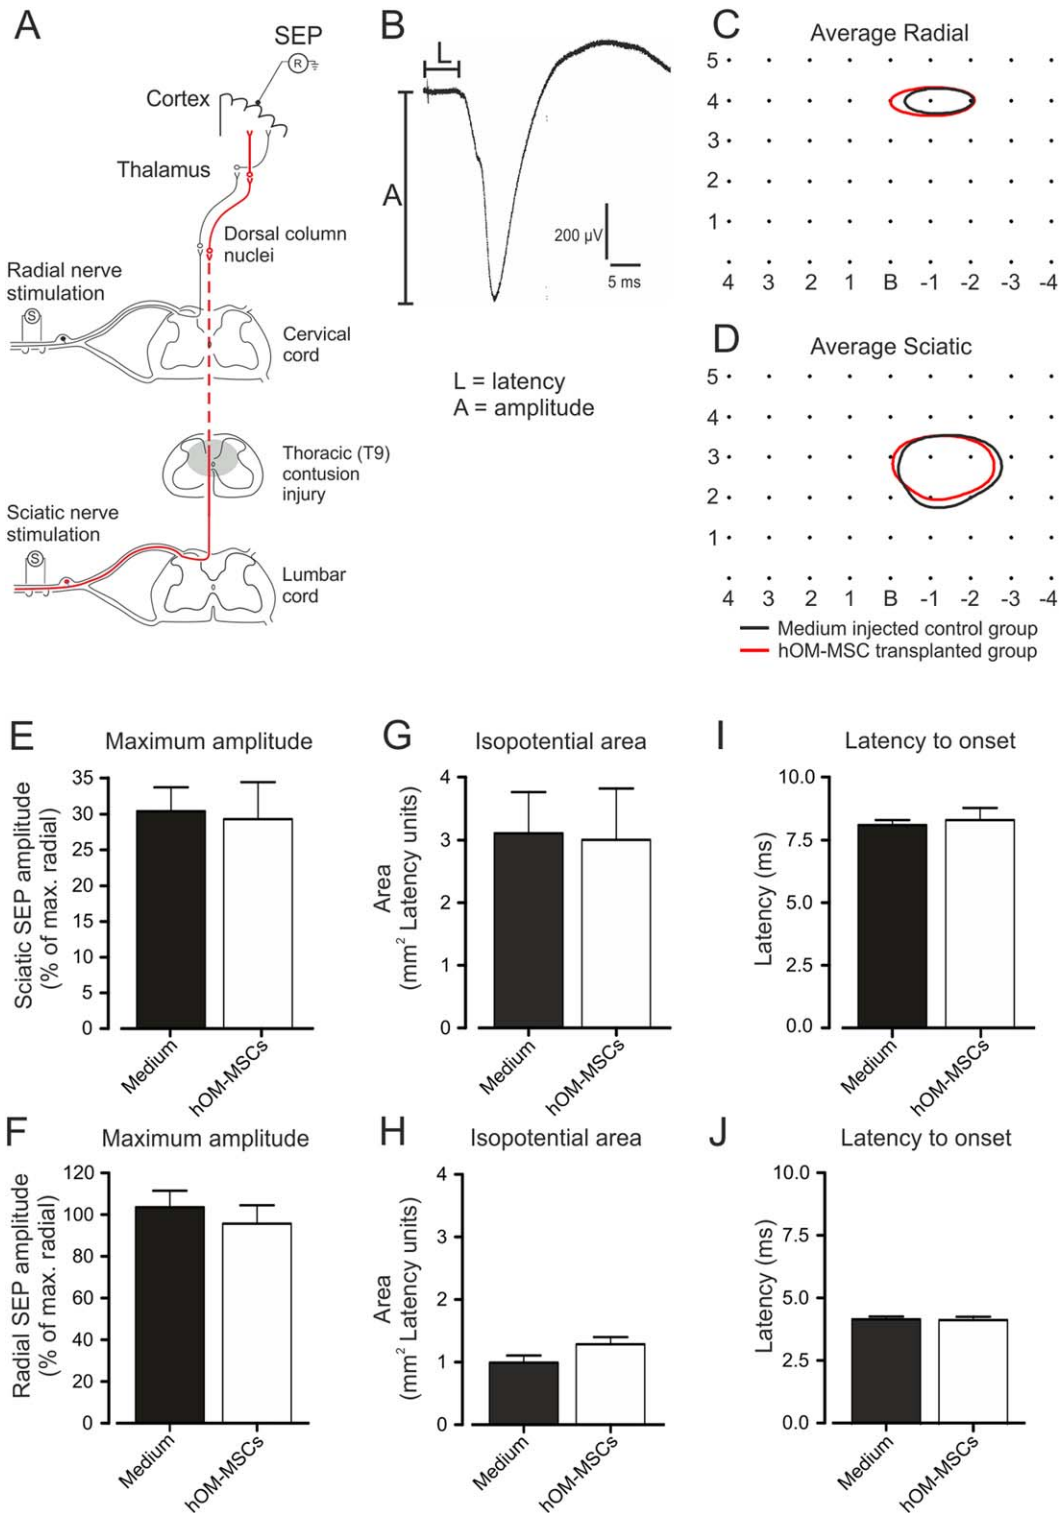 A
SEP
R
Cortex
Thalamus
Dorsal column
nuclei
Radial nerve
stimulation
S
Cervical
cord
Thoracic (T9)
contusion
injury
Sciatic nerve
stimulation
S
Lumbar
cord
B
L
A
200 µV
5 ms
L = latency
A = amplitude
C
Average Radial
5
4
3
2
1
4 3 2 1 B -1 -2 -3 -4
D
Average Sciatic
5
4
3
2
1
4 3 2 1 B -1 -2 -3 -4
Medium injected control group
hOM-MSC transplanted group
E
Maximum amplitude
Sciatic SEP amplitude
(% of max. radial)
35
30
25
20
15
10
5
0
Medium
hOM-MSCs
G
Isopotential area
Area
(mm² Latency units)
4
3
2
1
0
Medium
hOM-MSCs
I
Latency to onset
Latency (ms)
10.0
7.5
5.0
2.5
0.0
Medium
hOM-MSCs
F
Maximum amplitude
Radial SEP amplitude
(% of max. radial)
120
100
80
60
40
20
0
Medium
hOM-MSCs
H
Isopotential area
Area
(mm² Latency units)
4
3
2
1
0
Medium
hOM-MSCs
J
Latency to onset
Latency (ms)
10.0
7.5
5.0
2.5
0.0
Medium
hOM-MSCs